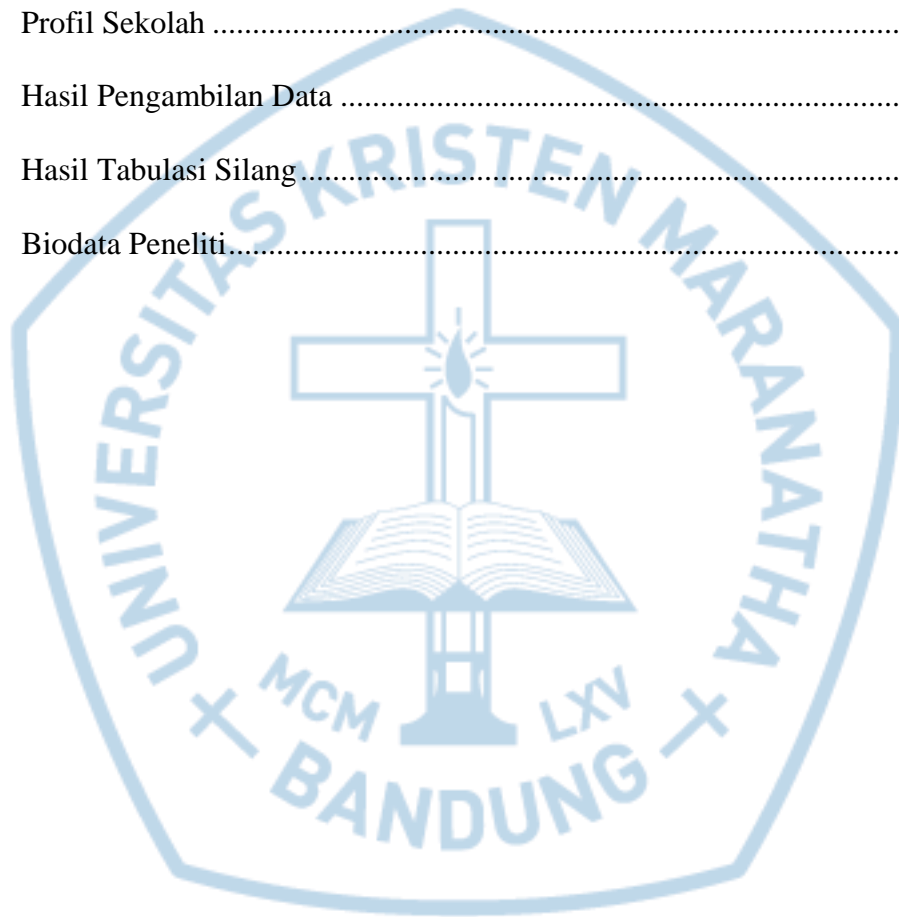 Profil Sekolah ......................................................................................
Hasil Pengambilan Data ......................................................................
Hasil Tabulasi Silang...........................................................................
Biodata Peneliti....................................................................................
UNIVERSITAS KRISTEN MARANATHA
MCM LXV
BANDUNG